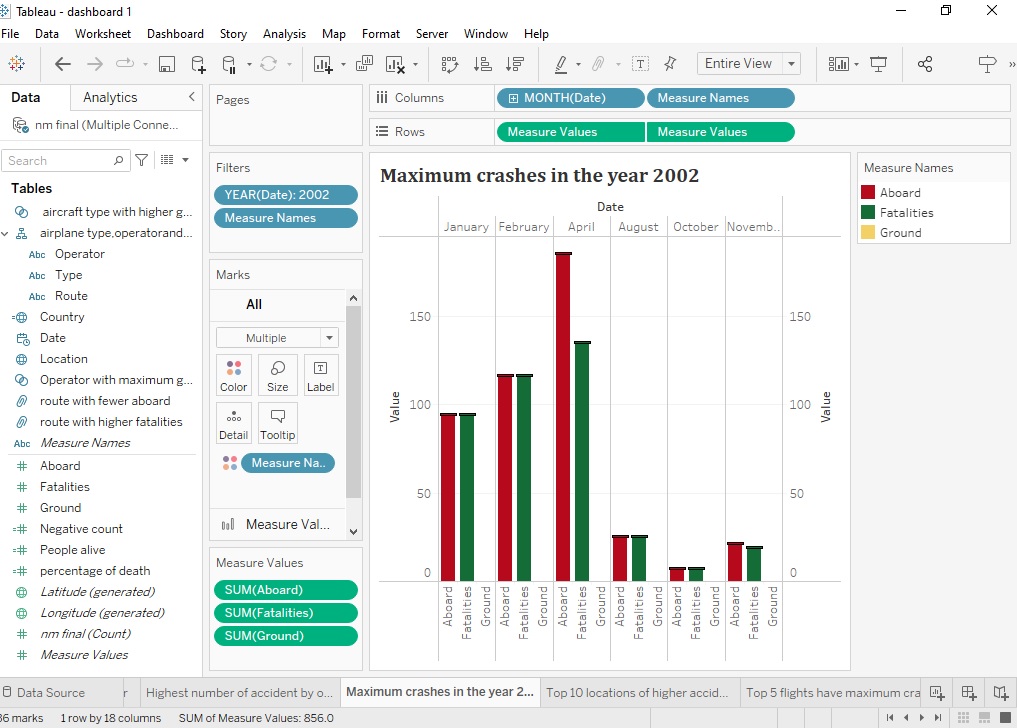 Tableau - dashboard 1
File Data Worksheet Dashboard Story Analysis Map Format Server Window Help
Entire View
Data Analytics
nm final (Multiple Conne...
Search
Tables
aircraft type with higher g...
airplane type,operatorand...
Abc Operator
Abc Type
Abc Route
Country
Date
Location
Operator with maximum g...
route with fewer aboard
route with higher fatalities
Abc Measure Names
# Aboard
# Fatalities
# Ground
=# Negative count
=# People alive
=# percentage of death
Latitude (generated)
Longitude (generated)
# nm final (Count)
# Measure Values
Pages
Filters
YEAR(Date): 2002
Measure Names
Marks
All
Multiple
Color Size Label
Detail Tooltip
Measure Na..
Measure Val...
Measure Values
SUM(Aboard)
SUM(Fatalities)
SUM(Ground)
Columns MONTH(Date) Measure Names
Rows Measure Values Measure Values
Maximum crashes in the year 2002
Date
January February April August October Novemb..
Value
150
100
50
0
150
100
50
0
Value
Aboard Fatalities Ground Aboard Fatalities Ground Aboard Fatalities Ground Aboard Fatalities Ground Aboard Fatalities Ground Aboard Fatalities Ground
Measure Names
Aboard
Fatalities
Ground
Data Source r Highest number of accident by o... Maximum crashes in the year 2... Top 10 locations of higher accid... Top 5 flights have maximum cra
36 marks 1 row by 18 columns SUM of Measure Values: 856.0